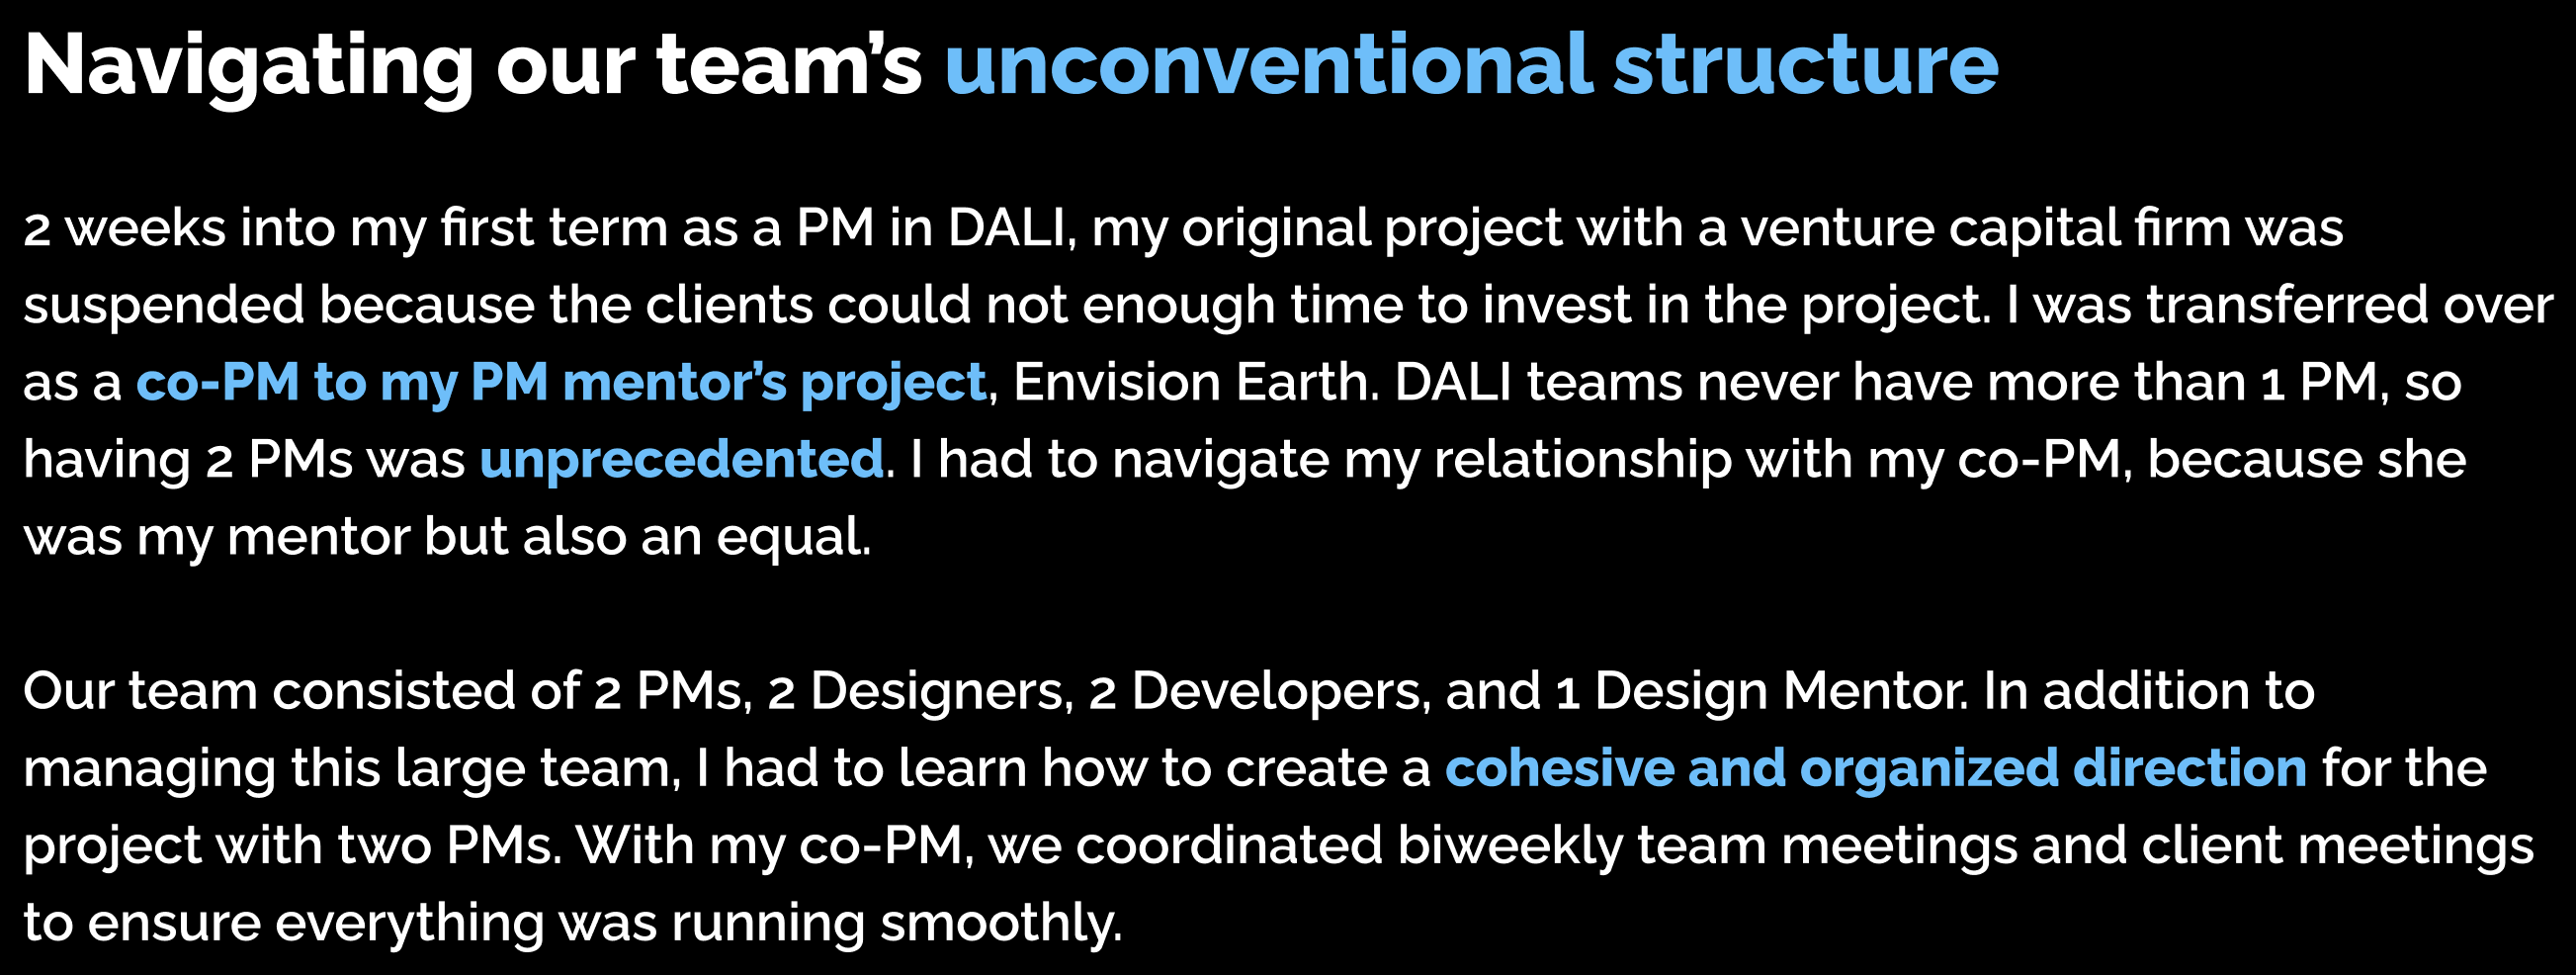 Navigating our team’s unconventional structure
2 weeks into my first term as a PM in DALI, my original project with a venture capital firm was
suspended because the clients could not enough time to invest in the project. I was transferred over
as a co-PM to my PM mentor’s project, Envision Earth. DALI teams never have more than 1 PM, so
having 2 PMs was unprecedented. I had to navigate my relationship with my co-PM, because she
was my mentor but also an equal.
Our team consisted of 2 PMs, 2 Designers, 2 Developers, and 1 Design Mentor. In addition to
managing this large team, I had to learn how to create a cohesive and organized direction for the
project with two PMs. With my co-PM, we coordinated biweekly team meetings and client meetings
to ensure everything was running smoothly.